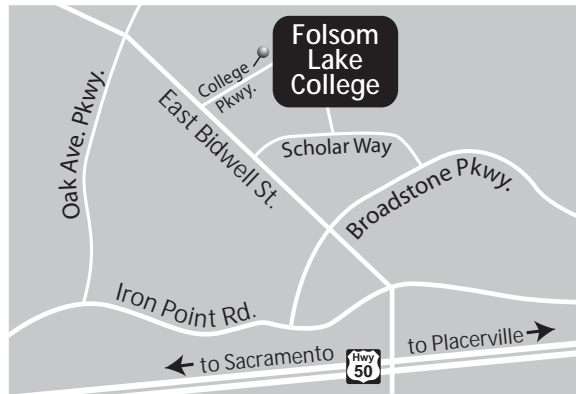 Folsom
Lake
College
College
Pkwy.
East Bidwell St.
Oak Ave. Pkwy.
Scholar Way
Broadstone Pkwy.
Iron Point Rd.
to Sacramento
Hwy
50
to Placerville